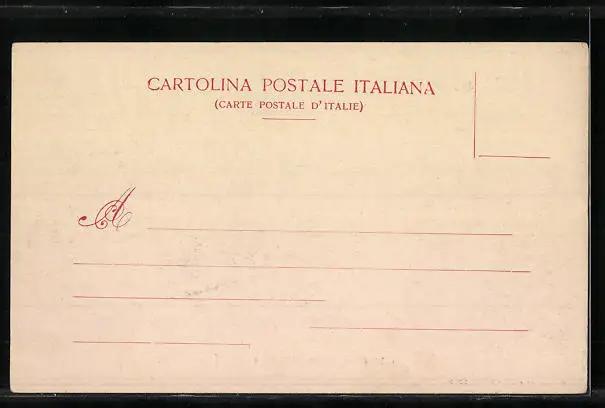 CARTOLINA POSTALE ITALIANA
(CARTE POSTALE D'ITALIE)
A